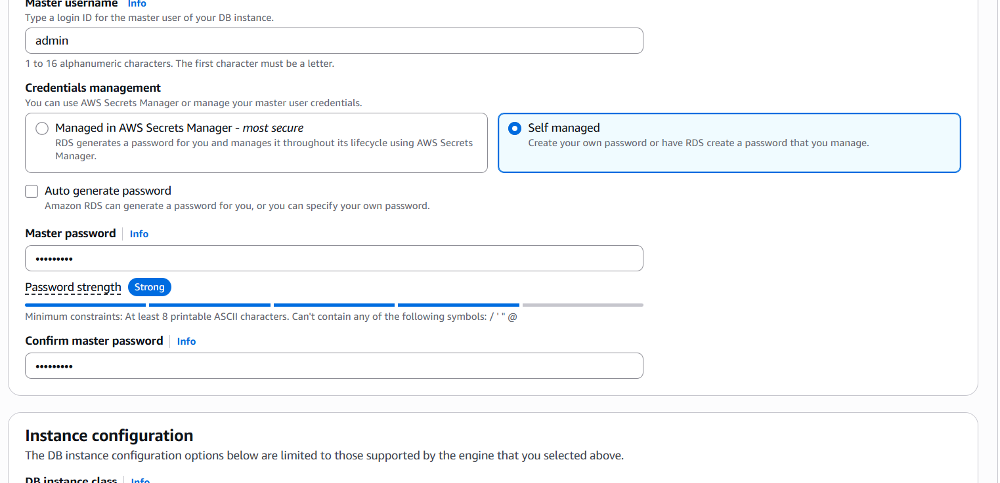 Master username Info
Type a login ID for the master user of your DB instance.
admin
1 to 16 alphanumeric characters. The first character must be a letter.
Credentials management
You can use AWS Secrets Manager or manage your master user credentials.
Managed in AWS Secrets Manager - most secure
RDS generates a password for you and manages it throughout its lifecycle using AWS Secrets
Manager.
Self managed
Create your own password or have RDS create a password that you manage.
Auto generate password
Amazon RDS can generate a password for you, or you can specify your own password.
Master password Info
•••••••••
Password strength Strong
Minimum constraints: At least 8 printable ASCII characters. Can't contain any of the following symbols: / ' " @
Confirm master password Info
•••••••••
Instance configuration
The DB instance configuration options below are limited to those supported by the engine that you selected above.
DB instance class Info